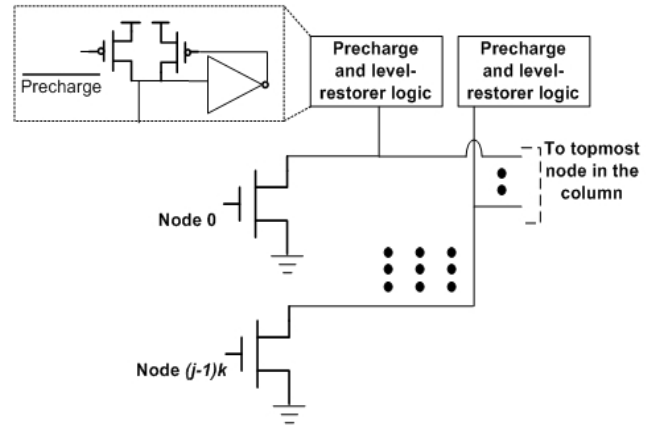 Precharge
and level-
restorer logic
Precharge
and level-
restorer logic
Precharge
To topmost
node in the
column
Node 0
Node (j-1)k